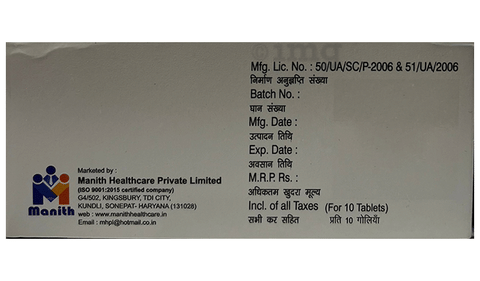 Mfg. Lic. No. : 50/UA/SC/P-2006 & 51/UA/2006
निर्माण अनुज्ञप्ति संख्या
Batch No. :
घान संख्या
Mfg. Date :
उत्पादन तिथि
Exp. Date :
अवसान तिथि
M.R.P. Rs. :
अधिकतम खुदरा मूल्य
Incl. of all Taxes (For 10 Tablets)
सभी कर सहित प्रति 10 गोलियाँ
Marketed by :
Manith Healthcare Private Limited
(ISO 9001:2015 certified company)
G4/502, KINGSBURY, TDI CITY,
KUNDLI, SONEPAT- HARYANA (131028)
web : www.manithhealthcare.in
Email : mhpl@hotmail.co.in
Manith